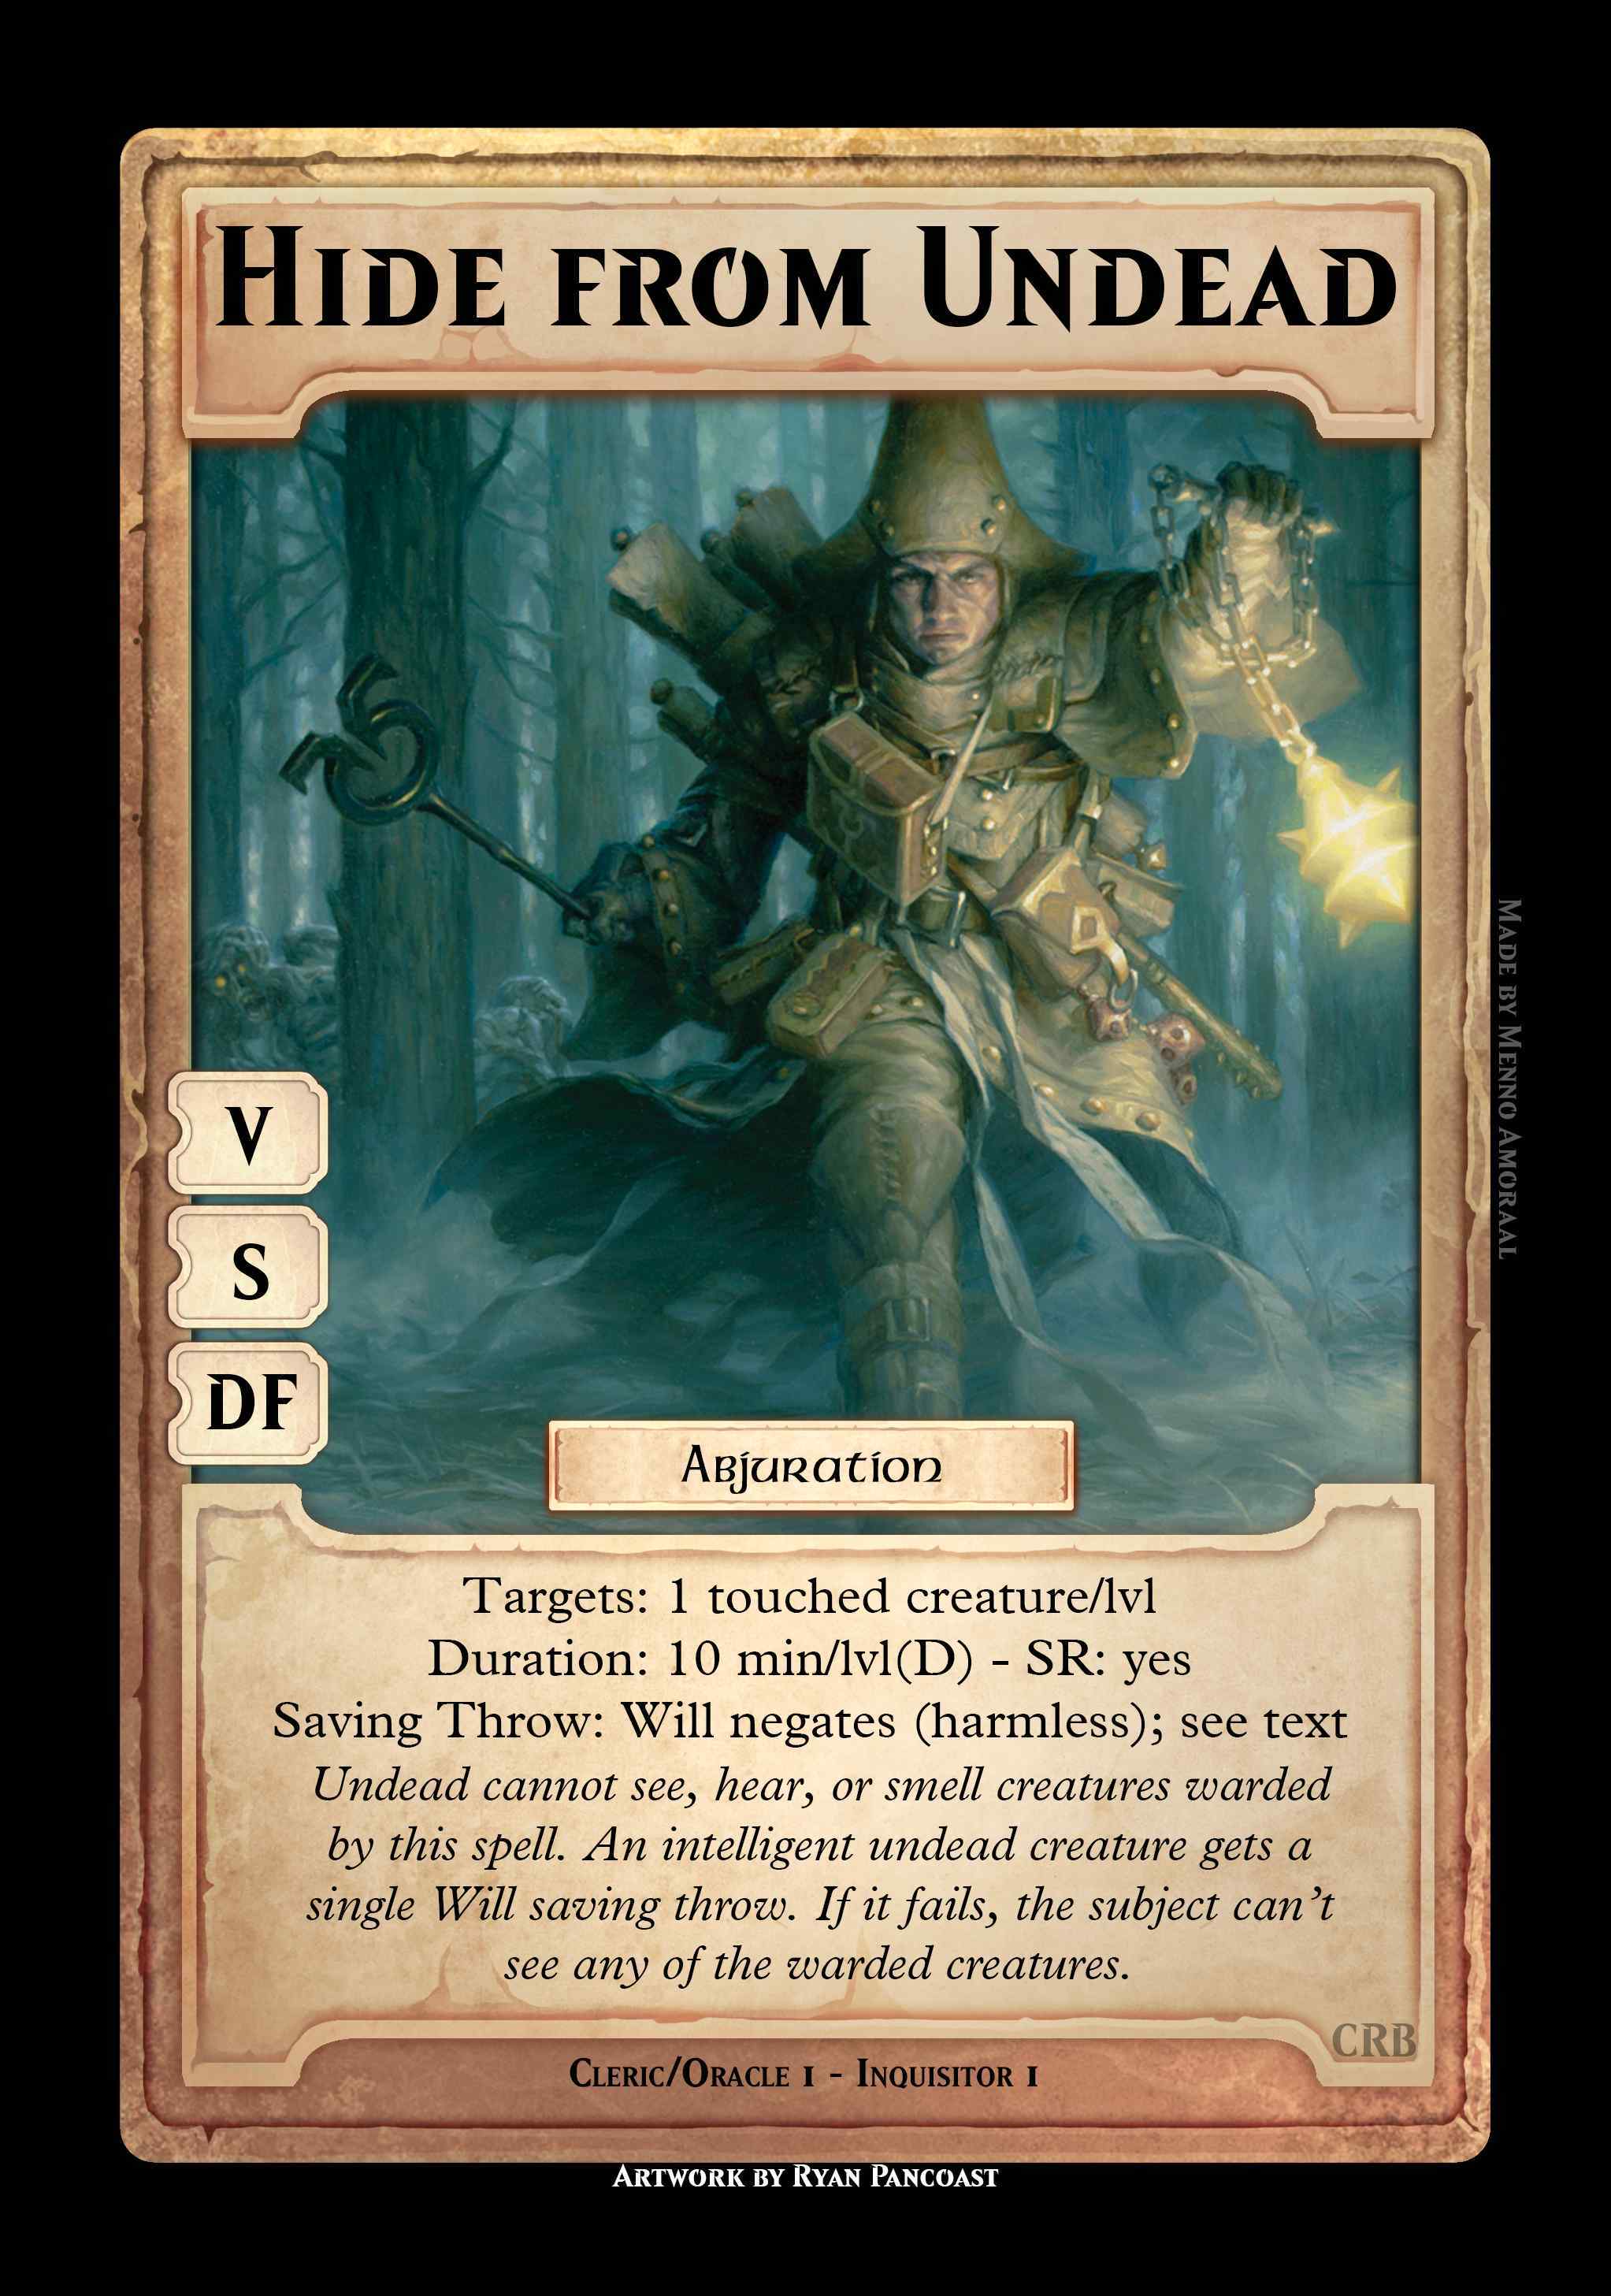 Hide from Undead
Made by Menno Amoraal
V
S
DF
Abjuration
Targets: 1 touched creature/lvl
Duration: 10 min/lvl(D) - SR: yes
Saving Throw: Will negates (harmless); see text
Undead cannot see, hear, or smell creatures warded
by this spell. An intelligent undead creature gets a
single Will saving throw. If it fails, the subject can't
see any of the warded creatures.
CRB
Cleric/Oracle 1 - Inquisitor 1
Artwork by Ryan Pancoast